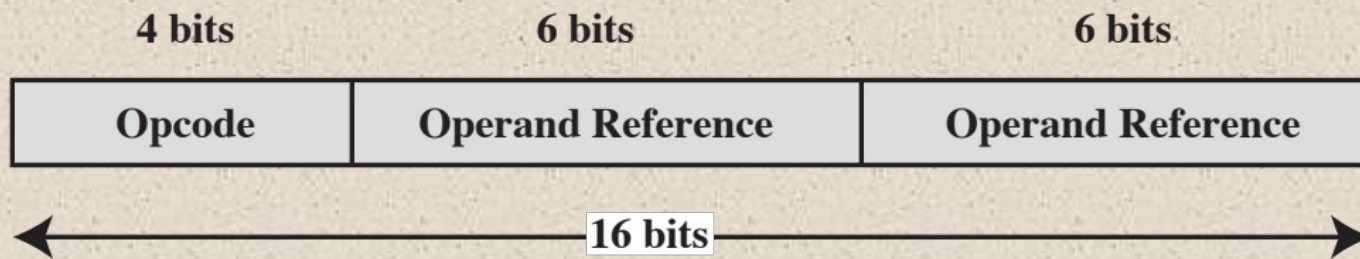 4 bits 6 bits 6 bits
Opcode Operand Reference Operand Reference
16 bits